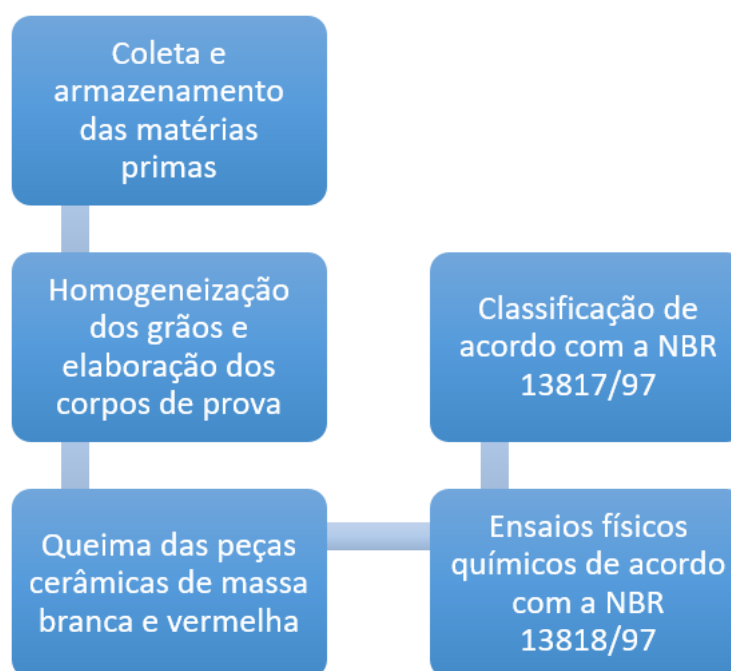 Coleta e
armazenamento
das matérias
primas
Homogeneização
dos grãos e
elaboração dos
corpos de prova
Queima das peças
cerâmicas de massa
branca e vermelha
Ensaios físicos
químicos de acordo
com a NBR
13818/97
Classificação de
acordo com a NBR
13817/97